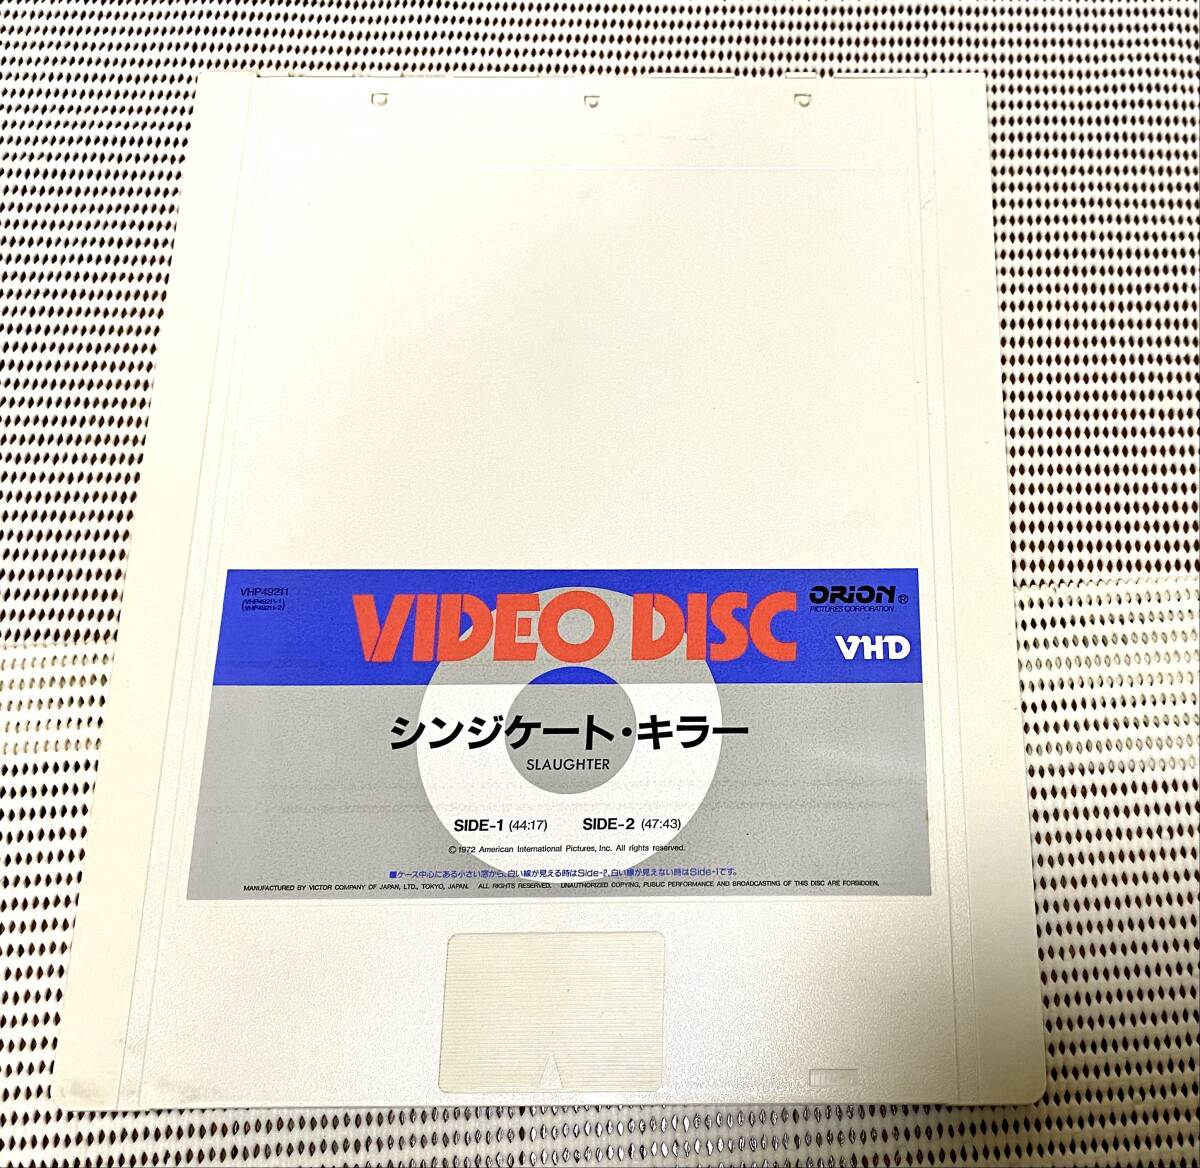 VHP49211
(VHP49211-1)
(VHP49211-2)
VIDEO DISC
ORION®
PICTURES CORPORATION
VHD
シンジケート・キラー
SLAUGHTER
SIDE-1 (44:17) SIDE-2 (47:43)
©1972 American International Pictures, Inc. All rights reserved.
■ケース中心にある小さい窓から、白い線が見える時はSide-2、白い線が見えない時はSide-1です。
MANUFACTURED BY VICTOR COMPANY OF JAPAN, LTD., TOKYO, JAPAN. ALL RIGHTS RESERVED. UNAUTHORIZED COPYING, PUBLIC PERFORMANCE AND BROADCASTING OF THIS DISC ARE FORBIDDEN.